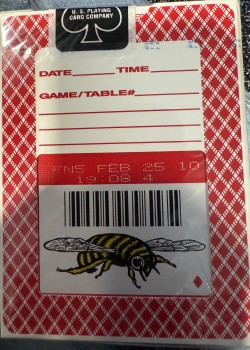 U.S. PLAYING
CARD COMPANY
DATE TIME
GAME/TABLE#
FNS FEB 25 10
19:08 4